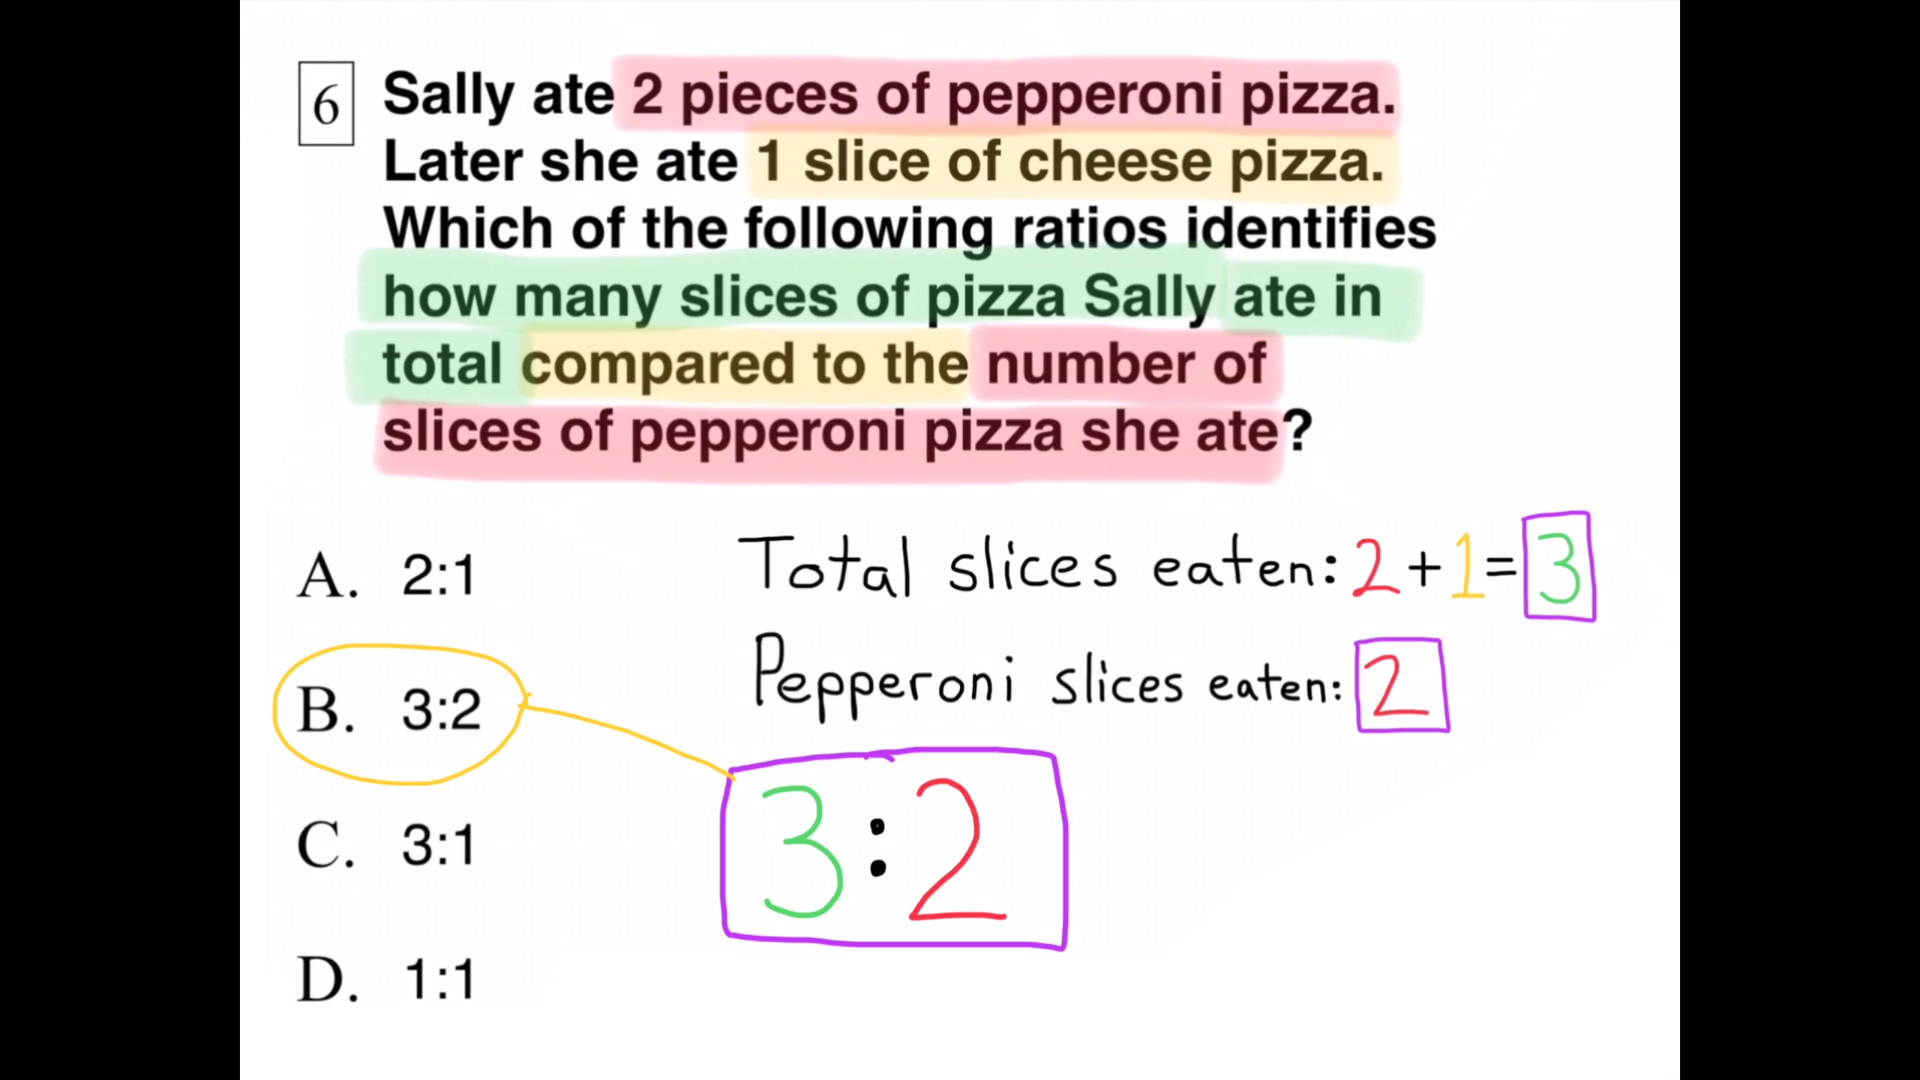 6 Sally ate 2 pieces of pepperoni pizza.
Later she ate 1 slice of cheese pizza.
Which of the following ratios identifies
how many slices of pizza Sally ate in
total compared to the number of
slices of pepperoni pizza she ate?
A. 2:1
Total slices eaten: 2+1=3
B. 3:2
Pepperoni slices eaten: 2
3:2
C. 3:1
D. 1:1